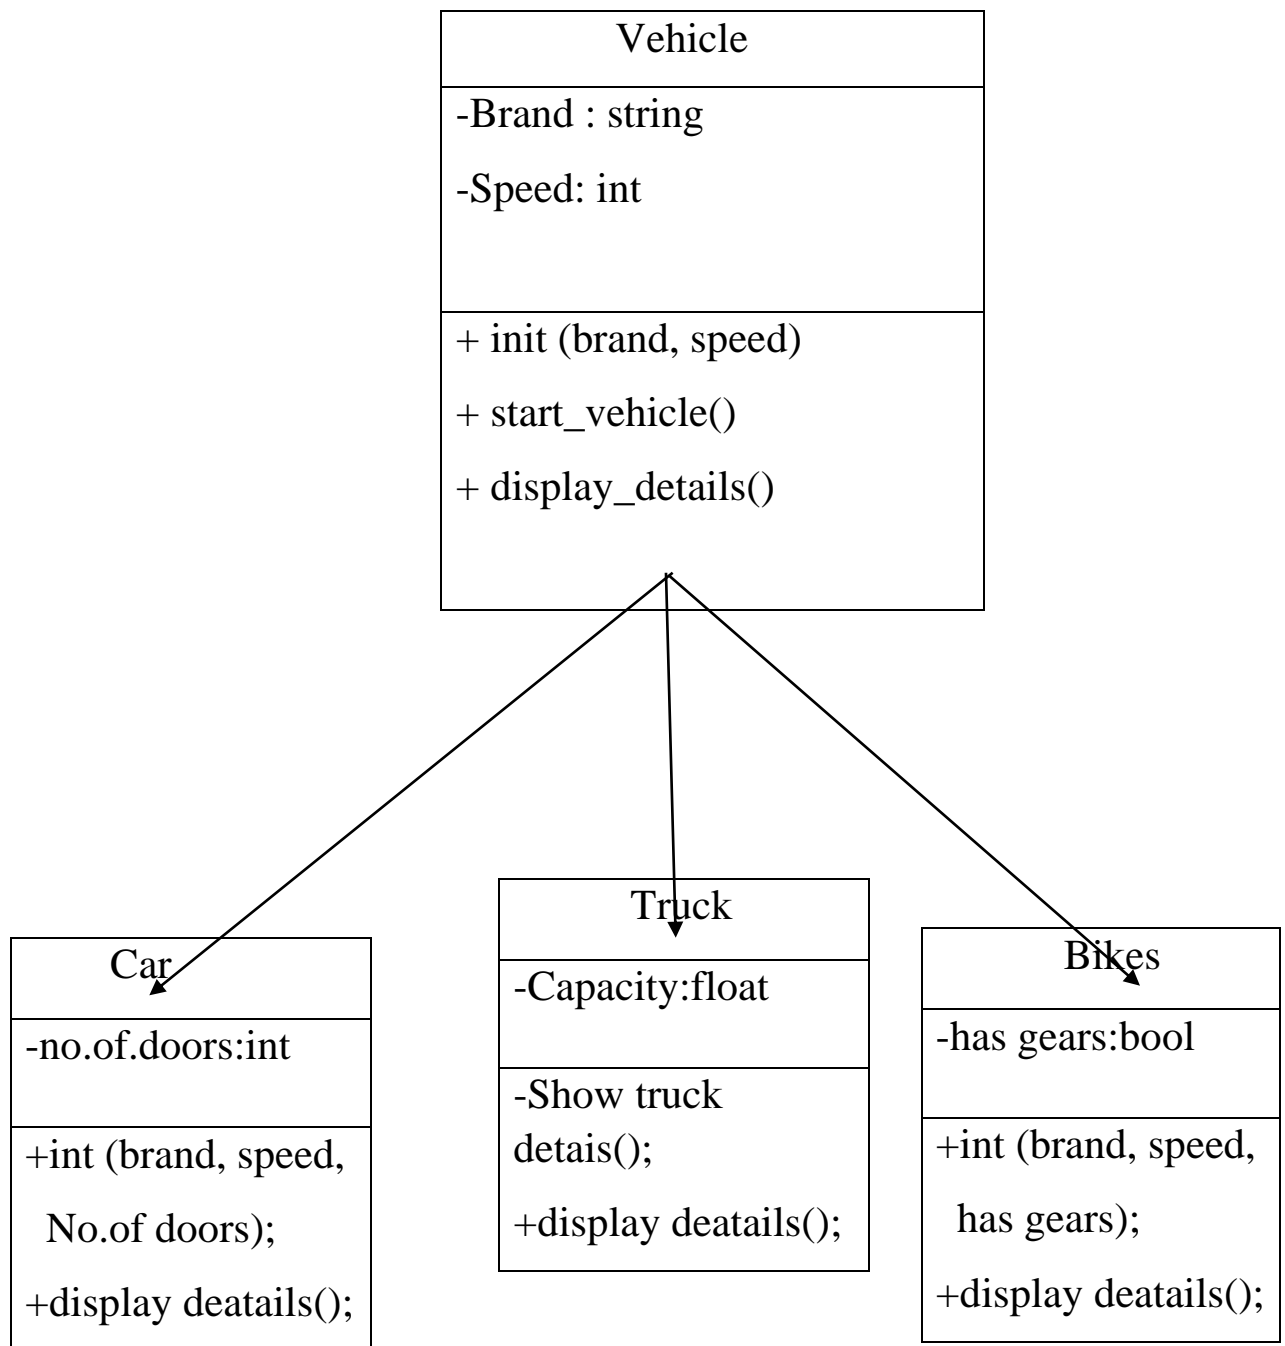 Vehicle
-Brand : string
-Speed: int
+ init (brand, speed)
+ start_vehicle()
+ display_details()
Car
-no.of.doors:int
+int (brand, speed,
No.of doors);
+display deatails();
Truck
-Capacity:float
-Show truck
detais();
+display deatails();
Bikes
-has gears:bool
+int (brand, speed,
has gears);
+display deatails();